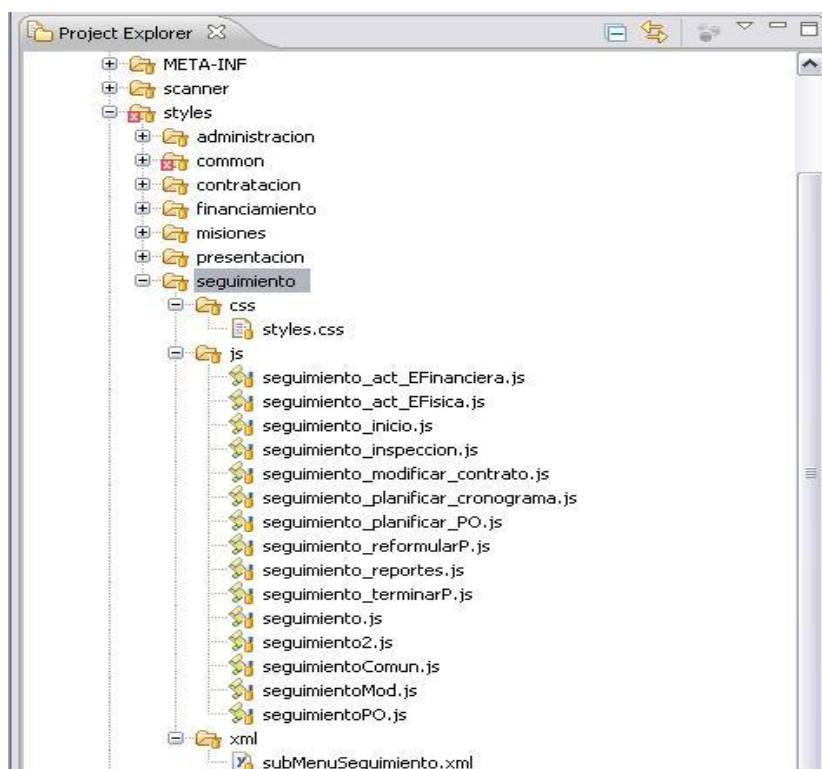 Project Explorer
META-INF
scanner
styles
administracion
common
contratacion
financiamiento
misiones
presentacion
seguimiento
css
styles.css
js
seguimiento_act_EFinanciera.js
seguimiento_act_EFisica.js
seguimiento_inicio.js
seguimiento_inspeccion.js
seguimiento_modificar_contrato.js
seguimiento_planificar_cronograma.js
seguimiento_planificar_PO.js
seguimiento_reformularP.js
seguimiento_reportes.js
seguimiento_terminarP.js
seguimiento.js
seguimiento2.js
seguimientoComun.js
seguimientoMod.js
seguimientoPO.js
xml
subMenuSeguimiento.xml